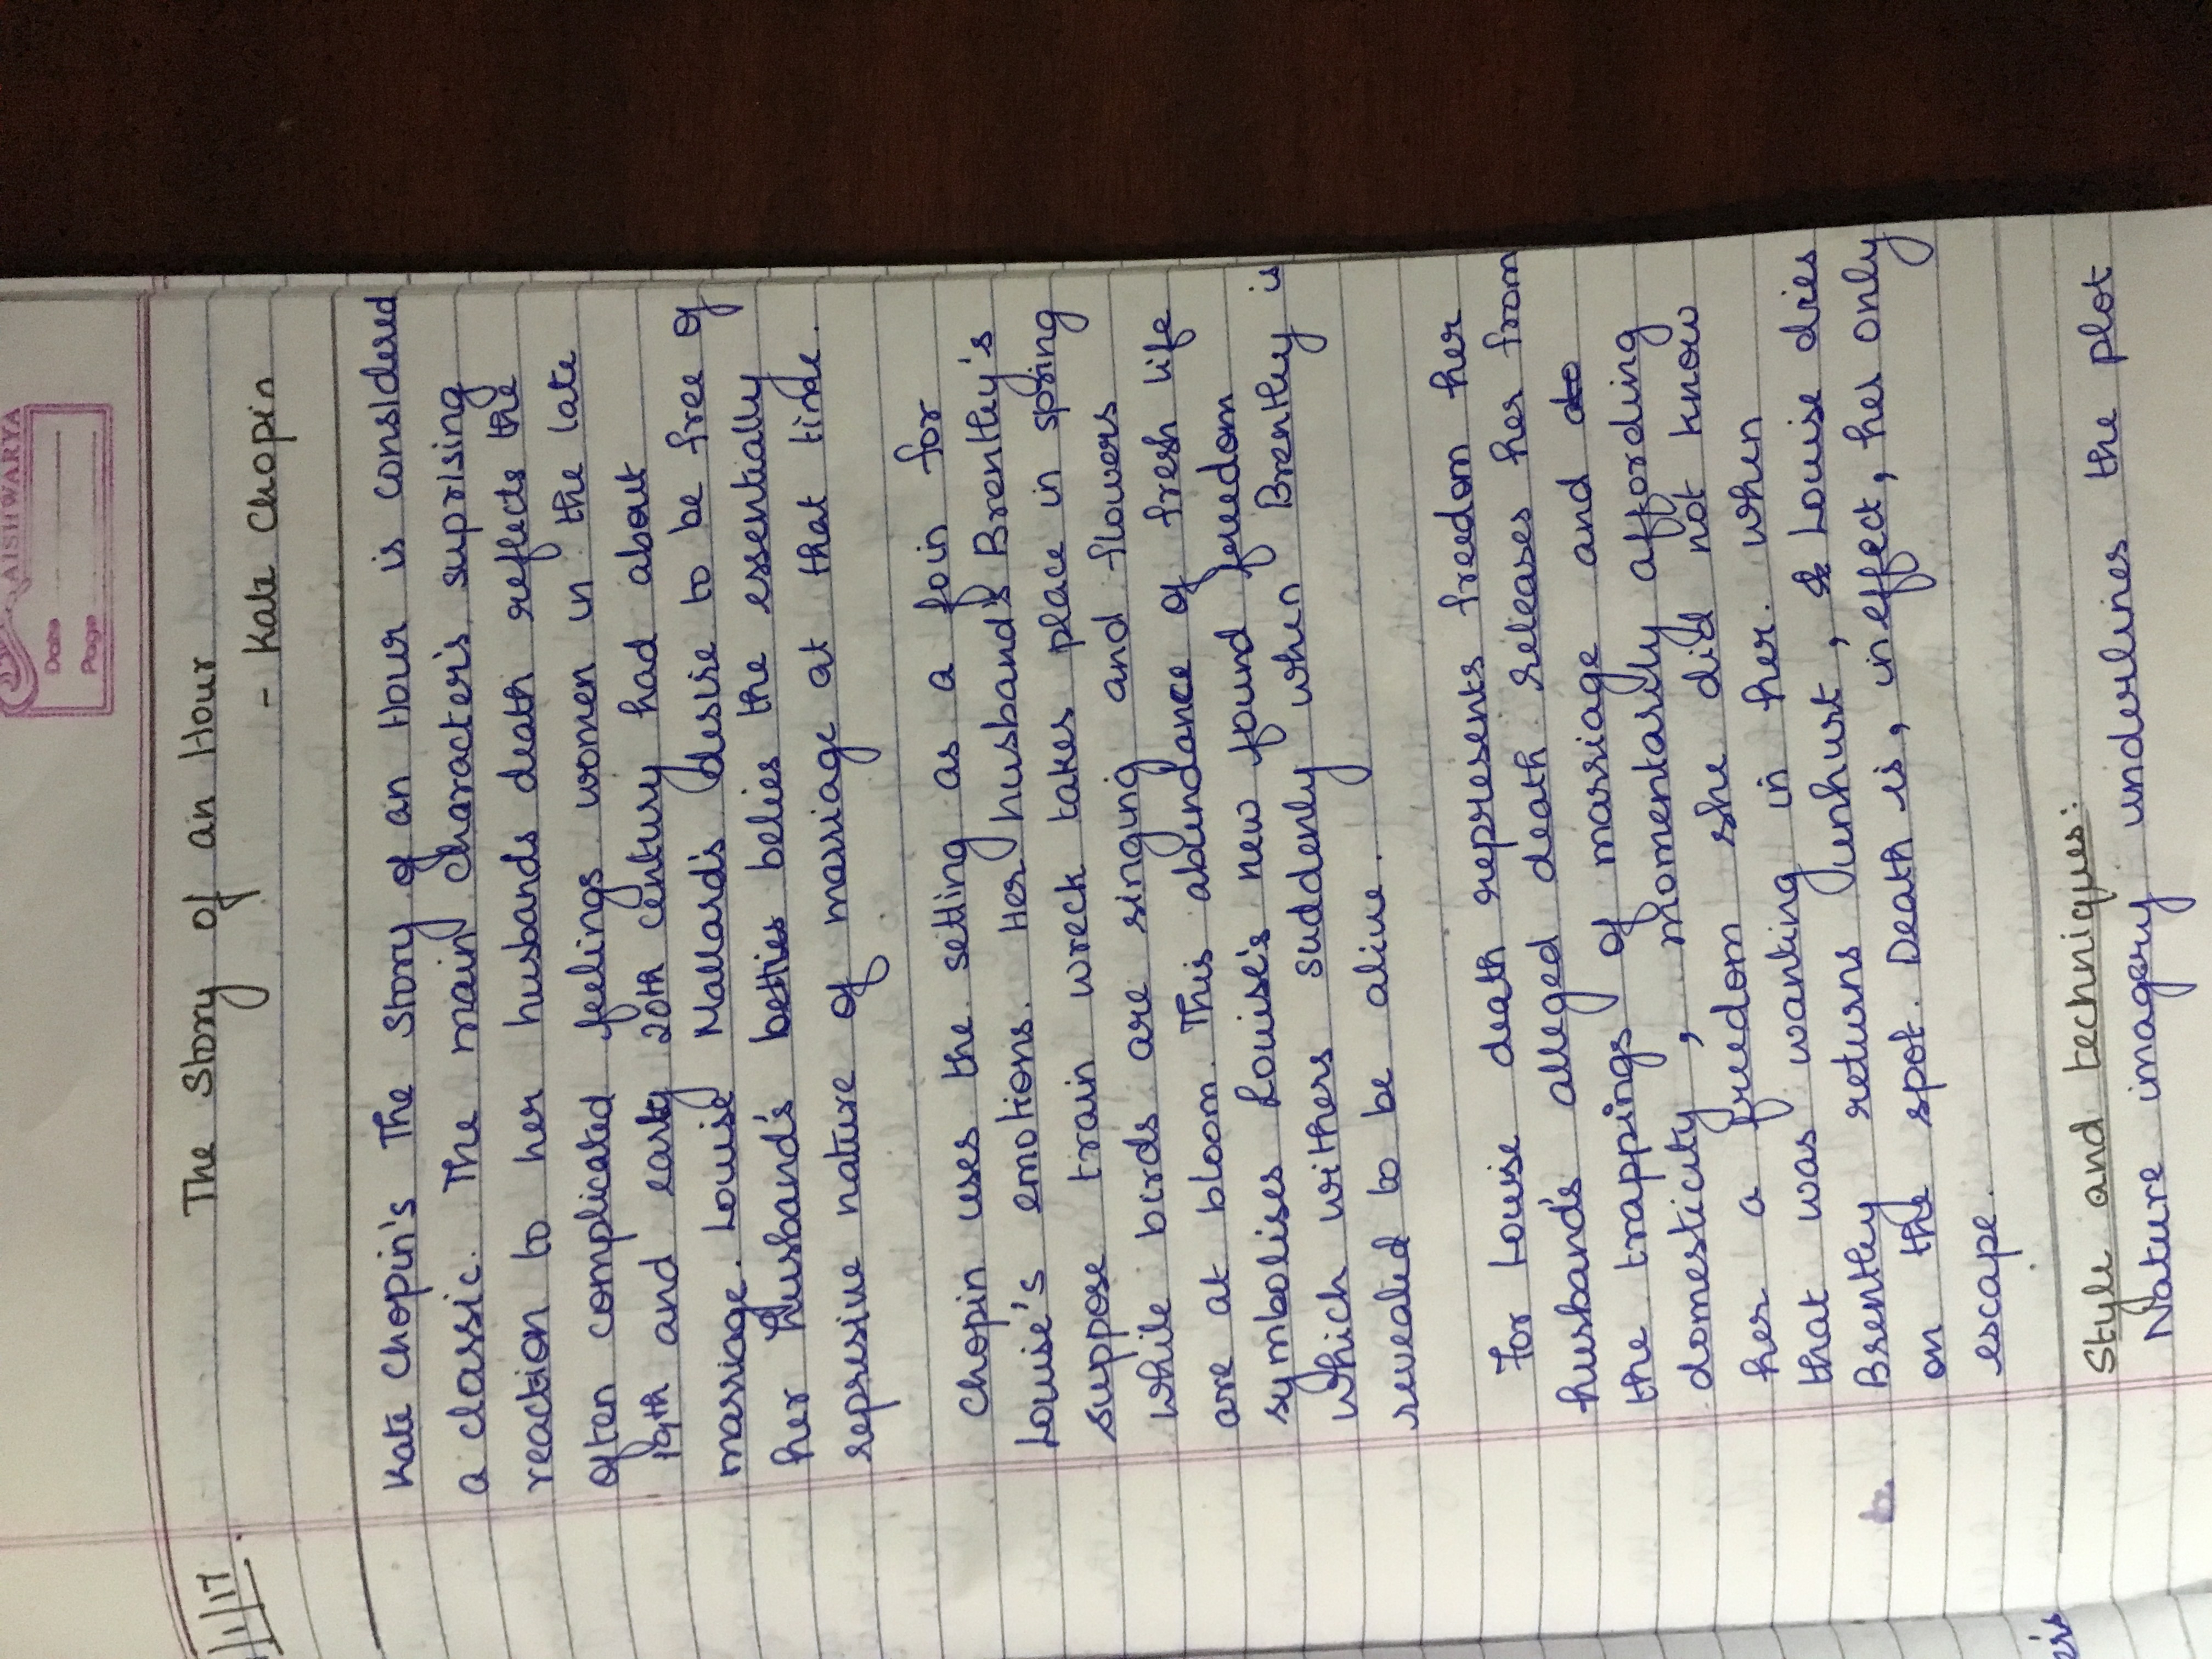 AISHWARYA
Date
Page
/1/17.
The Story of an Hour
- Kate Chopin
Kate Chopin's The Story of an Hour is considered
a classic. The main character's suprising
reaction to her husbands death reflects the
often complicated feelings women in the late
19th and early 20th century had about
marriage. Louise Mallard's desire to be free of
her husband's belies the essentially
represive nature of marriage at that time.
Chopin uses the setting as a foin for
Louise's emotions. Her husband's Brentley's
suppose train wreck takes place in spring
while birds are singing and flowers
are at bloom. This abundance of fresh life
symbolises Louise's new found freedom
which withers suddenly when Brentley is
revealed to be alive.
For Louise death represents freedom her
husband's alleged death releases her from
the trappings of marriage and
domesticity, momentarily affording
her a freedom she did not know
that was wanting in her. when
Brentley returns unhurt, Louise dies
on the spot. Death is, in effect, her only
escape.
er's
Style and techniques:
Nature imagery underlines the plot